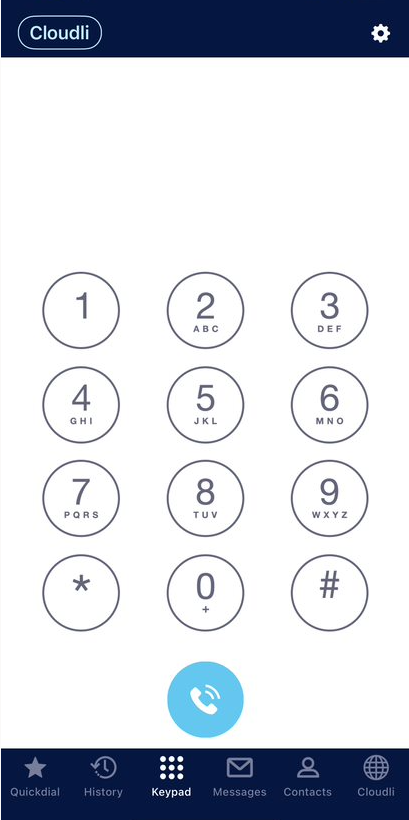 Cloudli
1 2 3
ABC DEF
4 5 6
GHI JKL MNO
7 8 9
PQRS TUV WXYZ
* 0 #
+
Quickdial History Keypad Messages Contacts Cloudli